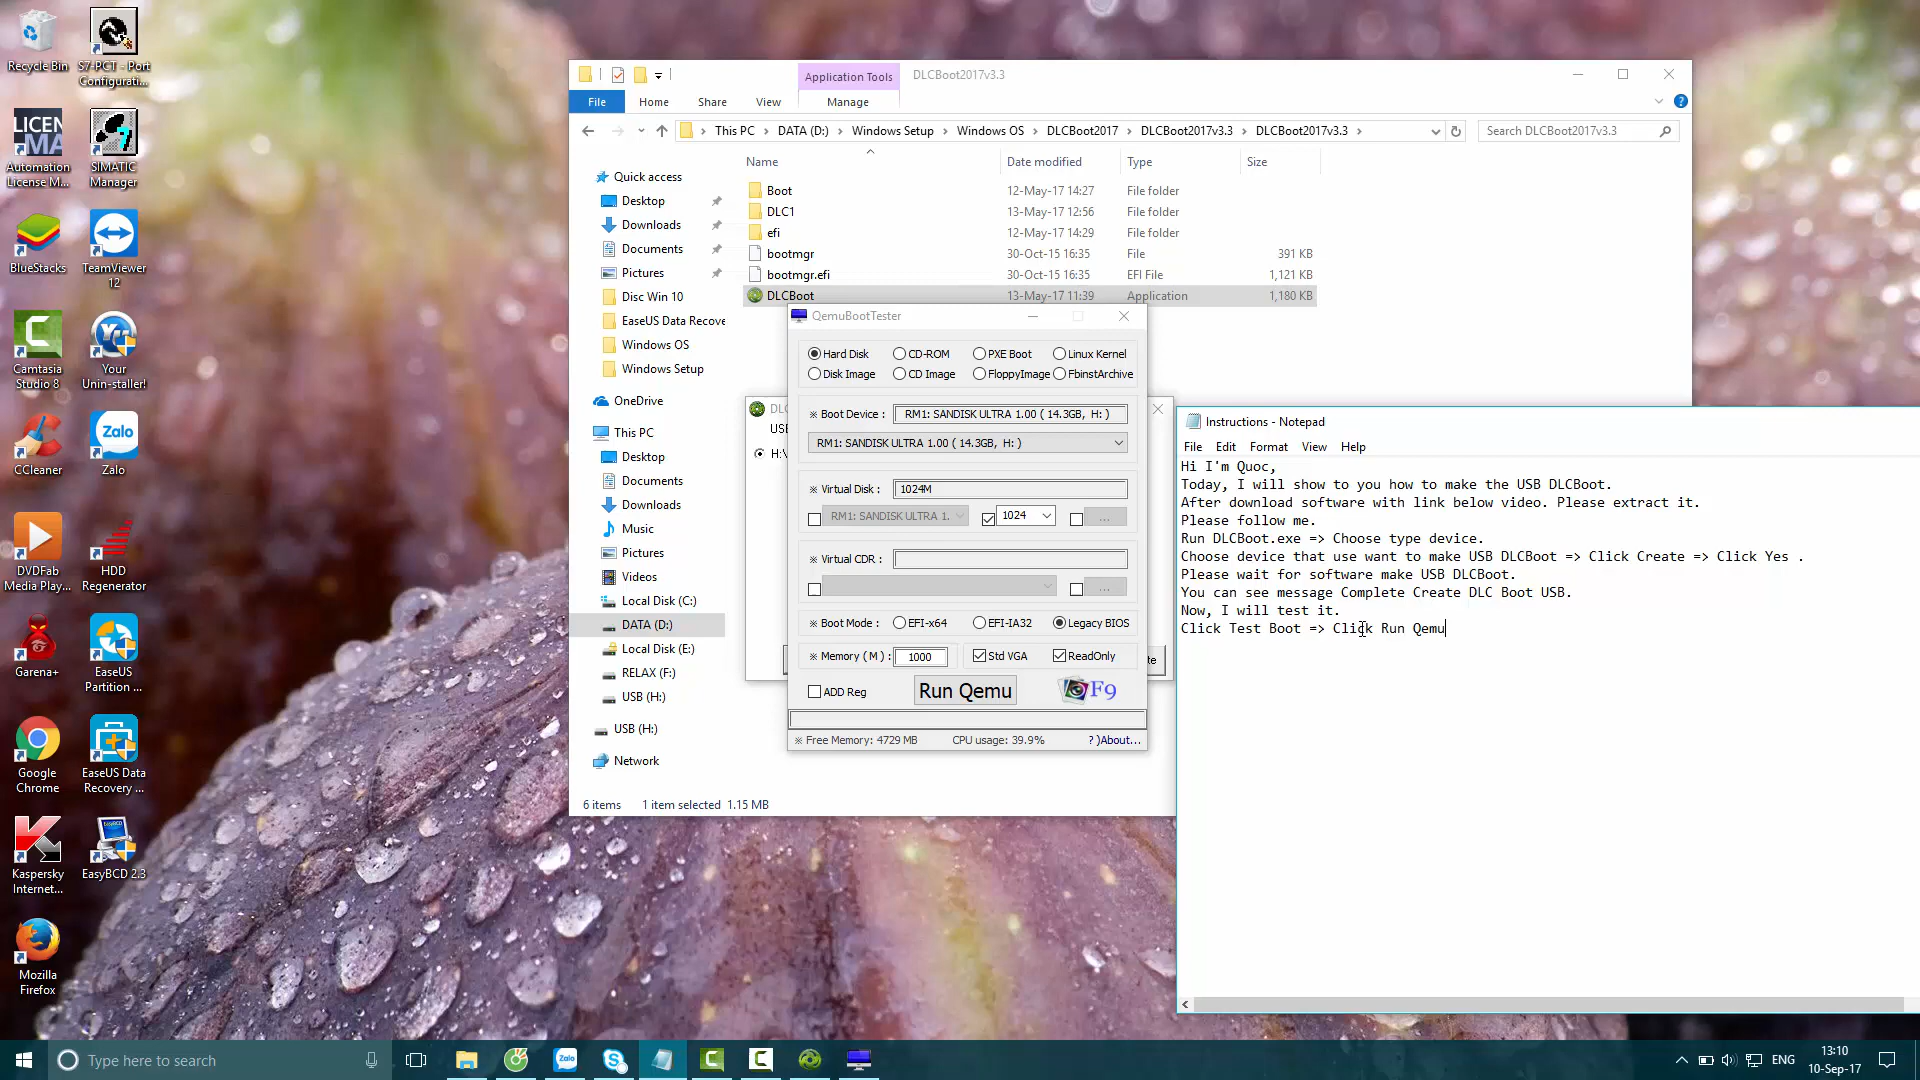 Recycle Bin
S7-PCT - Port
Configurati...
Automation
License M...
SIMATIC
Manager
BlueStacks
TeamViewer
12
Camtasia
Studio 8
Your
Unin-staller!
CCleaner
Zalo
DVDFab
Media Play...
HDD
Regenerator
Garena+
EaseUS
Partition ...
Google
Chrome
EaseUS Data
Recovery ...
Kaspersky
Internet...
EasyBCD 2.3
Mozilla
Firefox
Application Tools
DLCBoot2017v3.3
File
Home
Share
View
Manage
This PC > DATA (D:) > Windows Setup > Windows OS > DLCBoot2017 > DLCBoot2017v3.3 > DLCBoot2017v3.3 >
Search DLCBoot2017v3.3
Name
Date modified
Type
Size
Quick access
Desktop
Downloads
Documents
Pictures
Disc Win 10
EaseUS Data Recove
Windows OS
Windows Setup
OneDrive
This PC
Desktop
Documents
Downloads
Music
Pictures
Videos
Local Disk (C:)
DATA (D:)
Local Disk (E:)
RELAX (F:)
USB (H:)
USB (H:)
Network
Boot 12-May-17 14:27 File folder
DLC1 13-May-17 12:56 File folder
efi 12-May-17 14:29 File folder
bootmgr 30-Oct-15 16:35 File 391 KB
bootmgr.efi 30-Oct-15 16:35 EFI File 1,121 KB
DLCBoot 13-May-17 11:39 Application 1,180 KB
6 items 1 item selected 1.15 MB
QemuBootTester
Hard Disk CD-ROM PXE Boot Linux Kernel
Disk Image CD Image FloppyImage FbinstArchive
※ Boot Device : RM1: SANDISK ULTRA 1.00 ( 14.3GB, H: )
RM1: SANDISK ULTRA 1.00 ( 14.3GB, H: )
※ Virtual Disk : 1024M
RM1: SANDISK ULTRA 1. 1024 ...
※ Virtual CDR :
...
※ Boot Mode : EFI-x64 EFI-IA32 Legacy BIOS
※ Memory ( M ) : 1000 Std VGA ReadOnly
ADD Reg Run Qemu F9
※ Free Memory: 4729 MB CPU usage: 39.9% ? )About...
Instructions - Notepad
File Edit Format View Help
Hi I'm Quoc,
Today, I will show to you how to make the USB DLCBoot.
After download software with link below video. Please extract it.
Please follow me.
Run DLCBoot.exe => Choose type device.
Choose device that use want to make USB DLCBoot => Click Create => Click Yes .
Please wait for software make USB DLCBoot.
You can see message Complete Create DLC Boot USB.
Now, I will test it.
Click Test Boot => Click Run Qemu
Type here to search
ENG
13:10
10-Sep-17